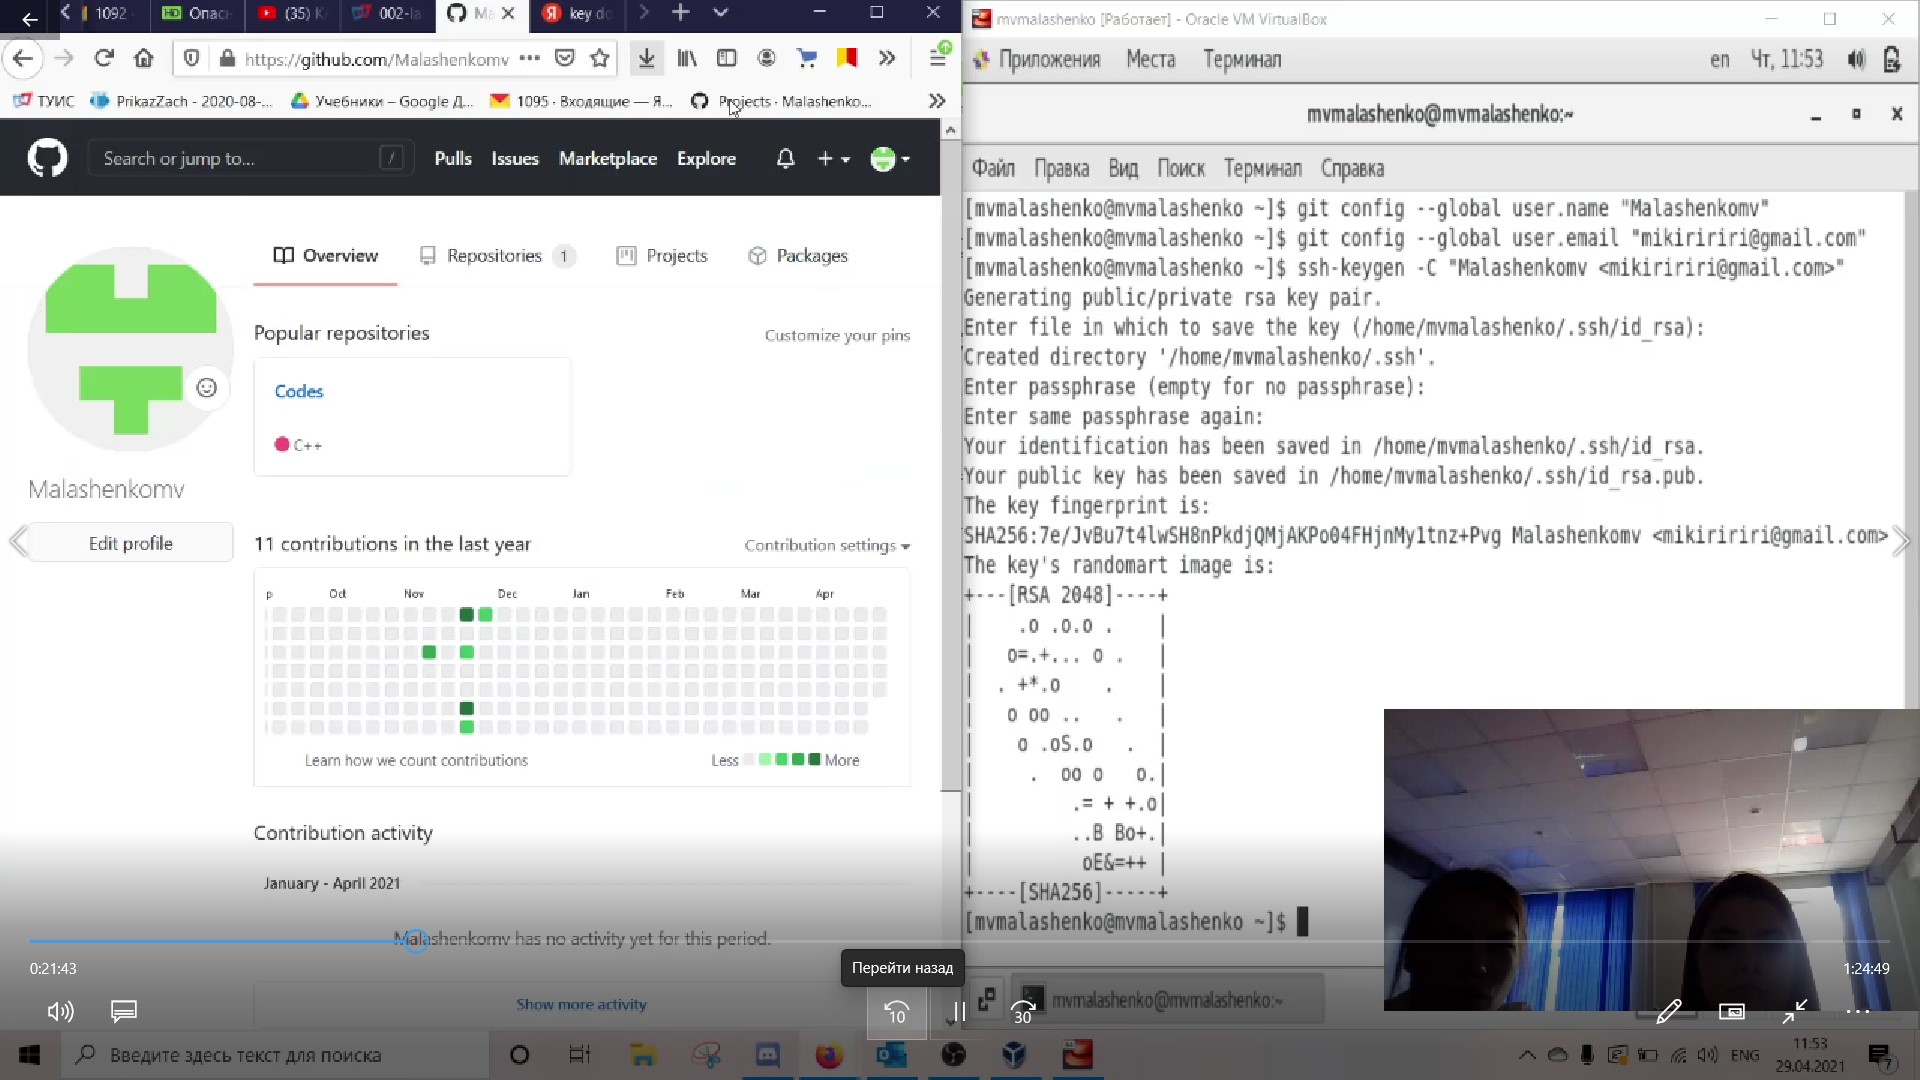 1092
Опасн
(35) К
002-la
Ma
key do
https://github.com/Malashenkomv
ТУИС
PrikazZach - 2020-08-...
Учебники – Google Д...
1095 · Входящие — Я...
Projects · Malashenko...
Search or jump to...
/
Pulls
Issues
Marketplace
Explore
Overview
Repositories 1
Projects
Packages
Popular repositories
Customize your pins
Codes
C++
Malashenkomv
Edit profile
11 contributions in the last year
Contribution settings
p Oct Nov Dec Jan Feb Mar Apr
Learn how we count contributions
Less More
Contribution activity
January - April 2021
Malashenkomv has no activity yet for this period.
Show more activity
mvmalashenko [Работает] - Oracle VM VirtualBox
Приложения Места Терминал
en Чт, 11:53
mvmalashenko@mvmalashenko:~
Файл Правка Вид Поиск Терминал Справка
[mvmalashenko@mvmalashenko ~]$ git config --global user.name "Malashenkomv"
[mvmalashenko@mvmalashenko ~]$ git config --global user.email "mikiririri@gmail.com"
[mvmalashenko@mvmalashenko ~]$ ssh-keygen -C "Malashenkomv <mikiririri@gmail.com>"
Generating public/private rsa key pair.
Enter file in which to save the key (/home/mvmalashenko/.ssh/id_rsa):
Created directory '/home/mvmalashenko/.ssh'.
Enter passphrase (empty for no passphrase):
Enter same passphrase again:
Your identification has been saved in /home/mvmalashenko/.ssh/id_rsa.
Your public key has been saved in /home/mvmalashenko/.ssh/id_rsa.pub.
The key fingerprint is:
SHA256:7e/JvBu7t4lwSH8nPkdjQMjAKPo04FHjnMy1tnz+Pvg Malashenkomv <mikiririri@gmail.com>
The key's randomart image is:
+---[RSA 2048]----+
|    .o .o.o .    |
|   o=.+... o .   |
|  . +*.o    .    |
|   o oo ..   .   |
|    o .oS.o   .  |
|     .  oo o   o.|
|         .= + +.o|
|         ..B Bo+.|
|          oE&=++ |
+----[SHA256]-----+
[mvmalashenko@mvmalashenko ~]$
0:21:43
Перейти назад
1:24:49
10
30
mvmalashenko@mvmalashenko:~
Введите здесь текст для поиска
ENG
11:53
29.04.2021
7